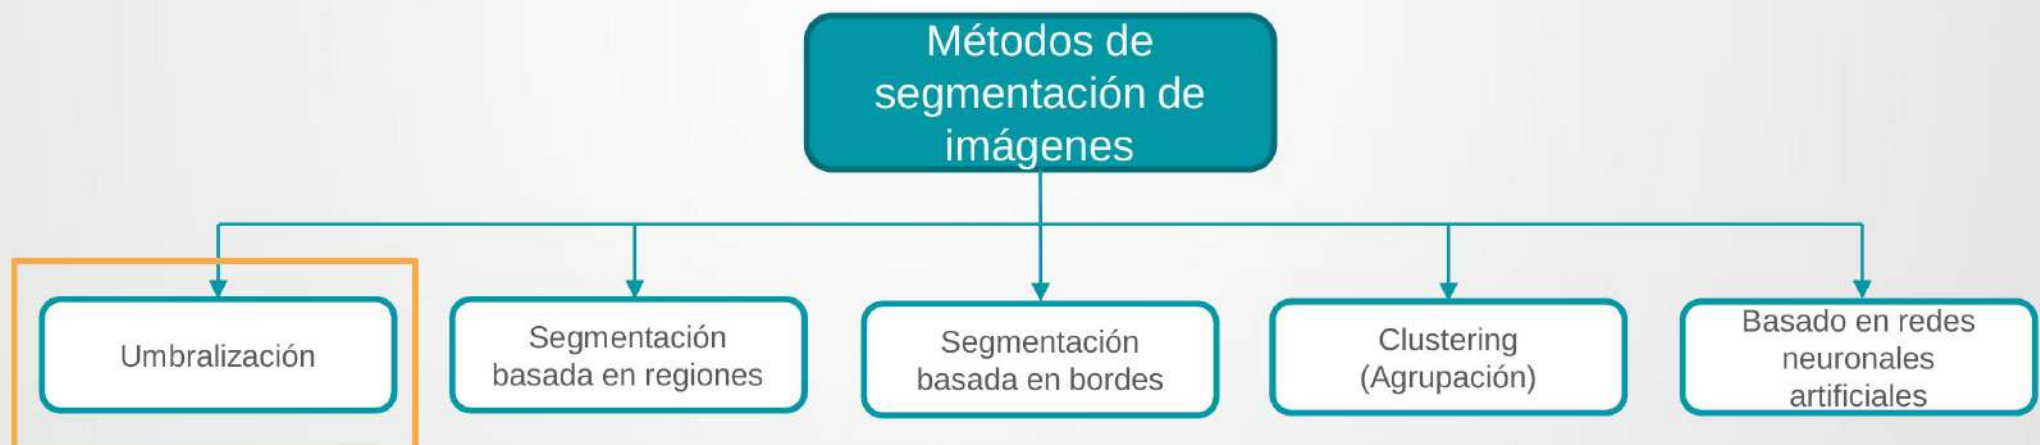 Métodos de
segmentación de
imágenes
Umbralización
Segmentación
basada en regiones
Segmentación
basada en bordes
Clustering
(Agrupación)
Basado en redes
neuronales
artificiales